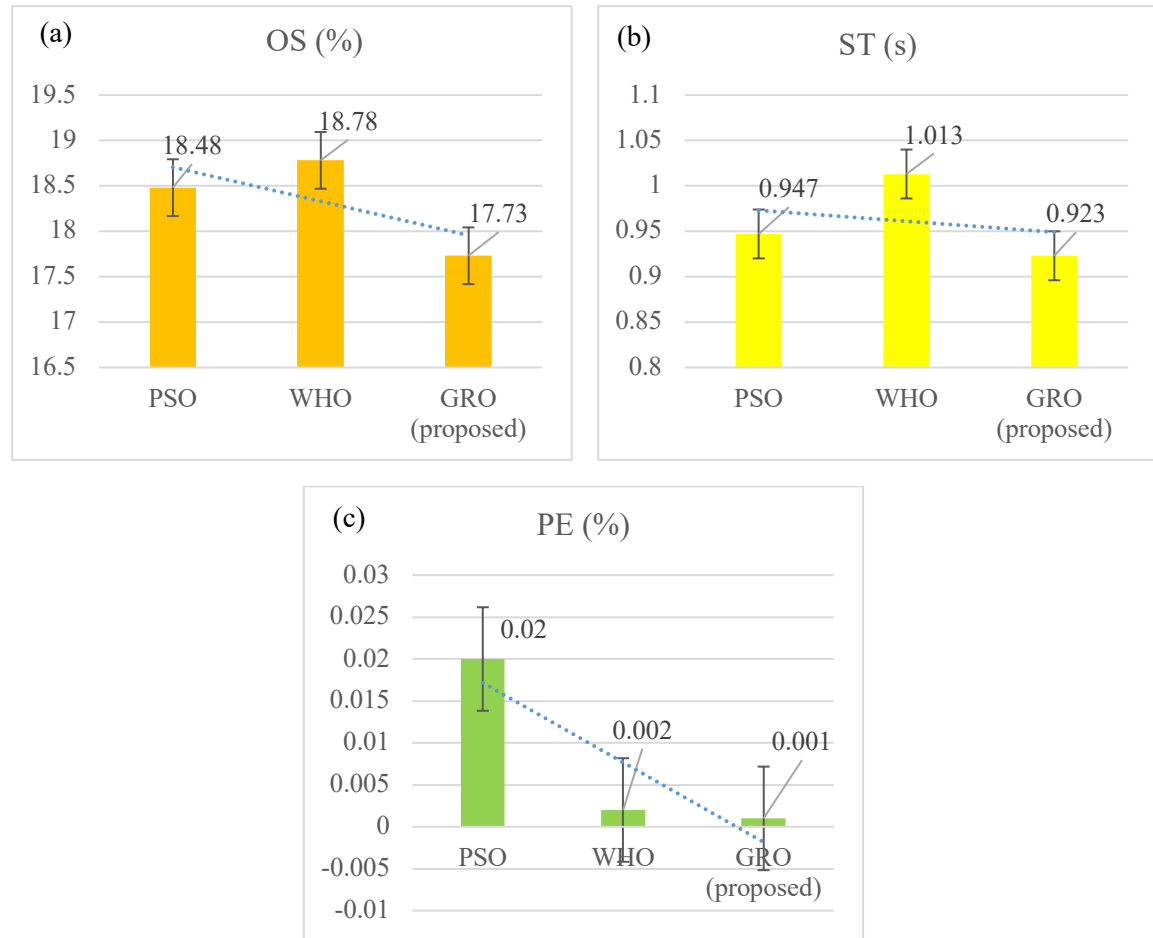 (a)
OS (%)
19.5
19
18.5
18
17.5
17
16.5
18.48
18.78
17.73
PSO
WHO
GRO
(proposed)
(b)
ST (s)
1.1
1.05
1
0.95
0.9
0.85
0.8
0.947
1.013
0.923
PSO
WHO
GRO
(proposed)
(c)
PE (%)
0.03
0.025
0.02
0.015
0.01
0.005
0
-0.005
-0.01
0.02
0.002
0.001
PSO
WHO
GRO
(proposed)